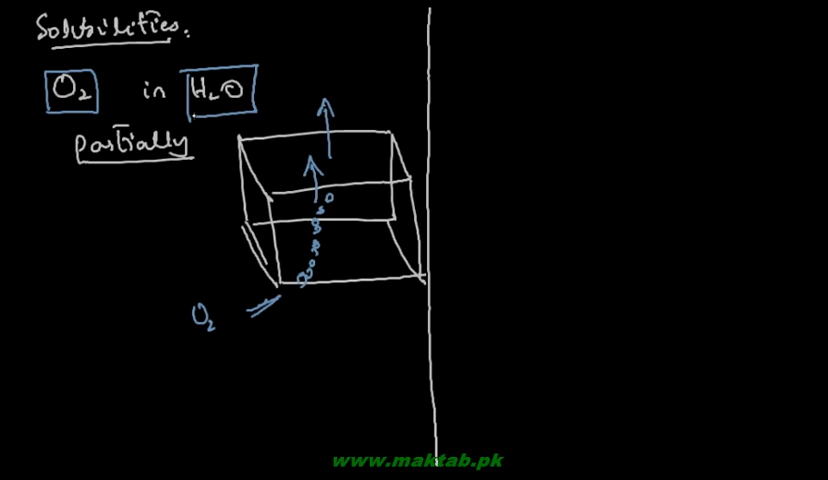 Solubilities.
O₂ in H₂O
Partially
O₂
www.maktab.pk